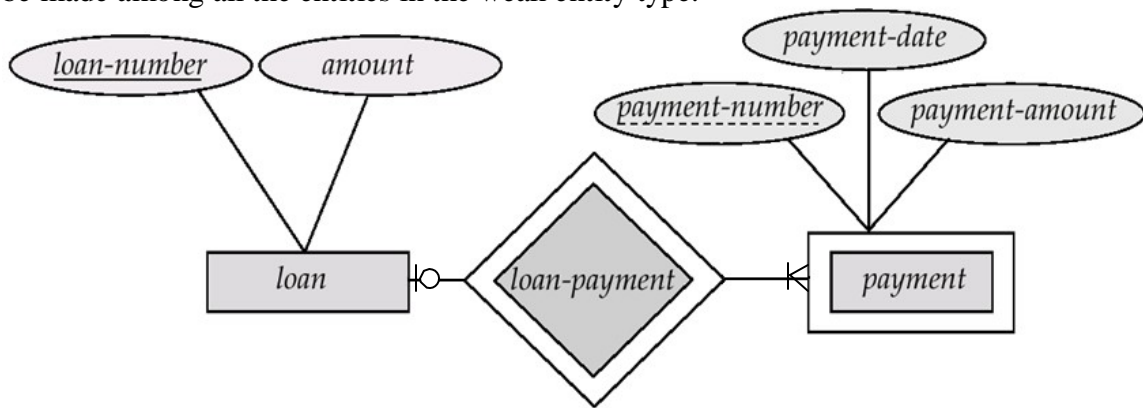 be made among all the entities in the weak entity type.
payment-date
loan-number
amount
payment-number
payment-amount
loan
loan-payment
payment